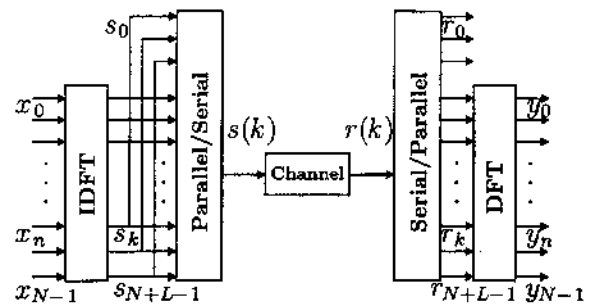 s_0
r_0
x_0
y_0
IDFT
Parallel/Serial
s(k)
Channel
r(k)
Serial/Parallel
DFT
x_n
s_k
r_k
y_n
x_{N-1}
s_{N+L-1}
r_{N+L-1}
y_{N-1}